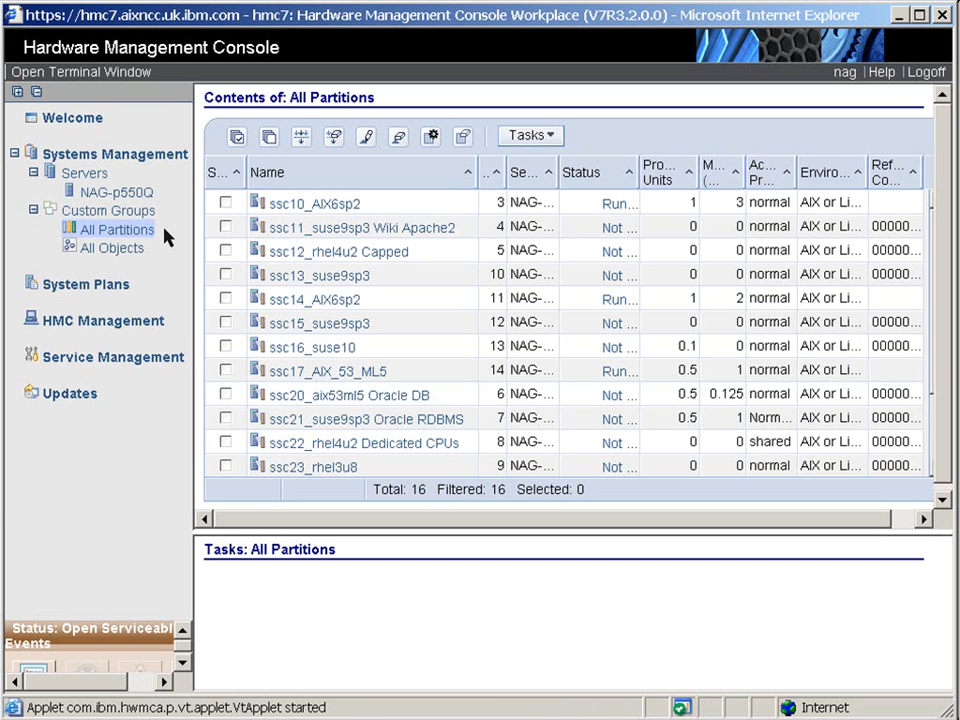 https://hmc7.aixncc.uk.ibm.com - hmc7: Hardware Management Console Workplace (V7R3.2.0.0) - Microsoft Internet Explorer
Hardware Management Console
Open Terminal Window
nag | Help | Logoff
Welcome
Systems Management
Servers
NAG-p550Q
Custom Groups
All Partitions
All Objects
System Plans
HMC Management
Service Management
Updates
Status: Open Serviceabl
Events
Contents of: All Partitions
Tasks
S... Name ... Se... Status Pro... Units M... (... Ac... Pr... Enviro... Ref... Co...
ssc10_AIX6sp2 3 NAG-... Run... 1 3 normal AIX or Li...
ssc11_suse9sp3 Wiki Apache2 4 NAG-... Not ... 0 0 normal AIX or Li... 00000...
ssc12_rhel4u2 Capped 5 NAG-... Not ... 0 0 normal AIX or Li... 00000...
ssc13_suse9sp3 10 NAG-... Not ... 0 0 normal AIX or Li... 00000...
ssc14_AIX6sp2 11 NAG-... Run... 1 2 normal AIX or Li...
ssc15_suse9sp3 12 NAG-... Not ... 0 0 normal AIX or Li... 00000...
ssc16_suse10 13 NAG-... Not ... 0.1 0 normal AIX or Li... 00000...
ssc17_AIX_53_ML5 14 NAG-... Run... 0.5 1 normal AIX or Li...
ssc20_aix53ml5 Oracle DB 6 NAG-... Not ... 0.5 0.125 normal AIX or Li... 00000...
ssc21_suse9sp3 Oracle RDBMS 7 NAG-... Not ... 0.5 1 Norm... AIX or Li... 00000...
ssc22_rhel4u2 Dedicated CPUs 8 NAG-... Not ... 0 0 shared AIX or Li... 00000...
ssc23_rhel3u8 9 NAG-... Not ... 0 0 normal AIX or Li... 00000...
Total: 16 Filtered: 16 Selected: 0
Tasks: All Partitions
Applet com.ibm.hwmca.p.vt.applet.VtApplet started
Internet